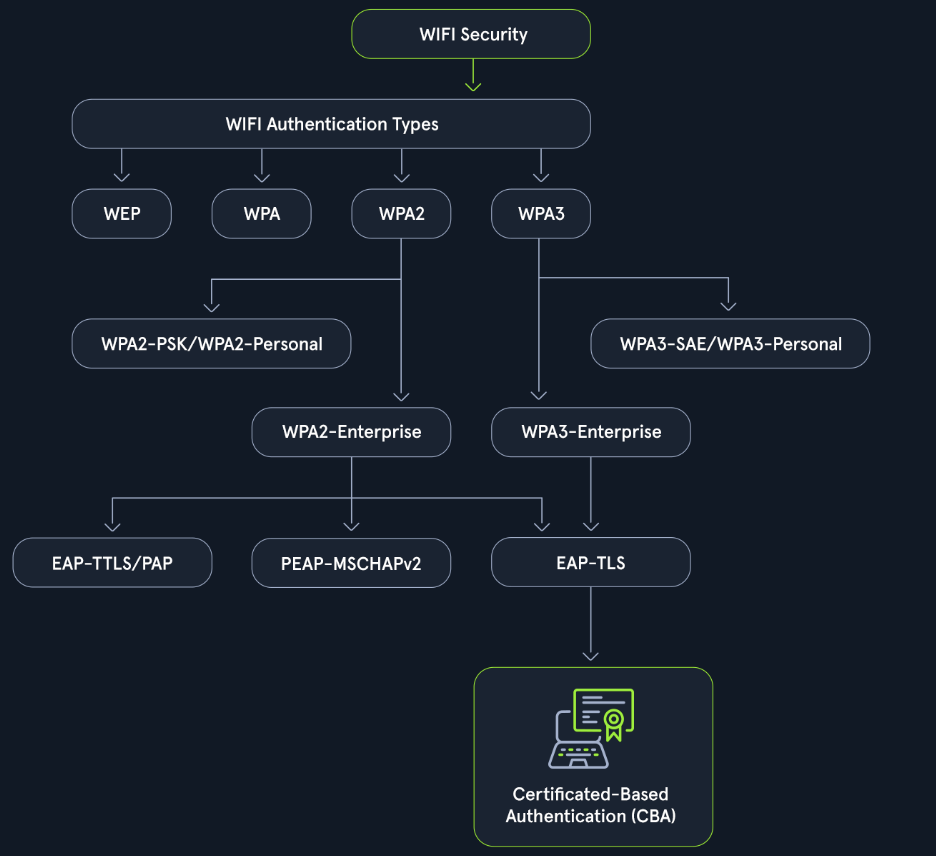 WIFI Security
WIFI Authentication Types
WEP
WPA
WPA2
WPA3
WPA2-PSK/WPA2-Personal
WPA3-SAE/WPA3-Personal
WPA2-Enterprise
WPA3-Enterprise
EAP-TTLS/PAP
PEAP-MSCHAPv2
EAP-TLS
Certificated-Based
Authentication (CBA)